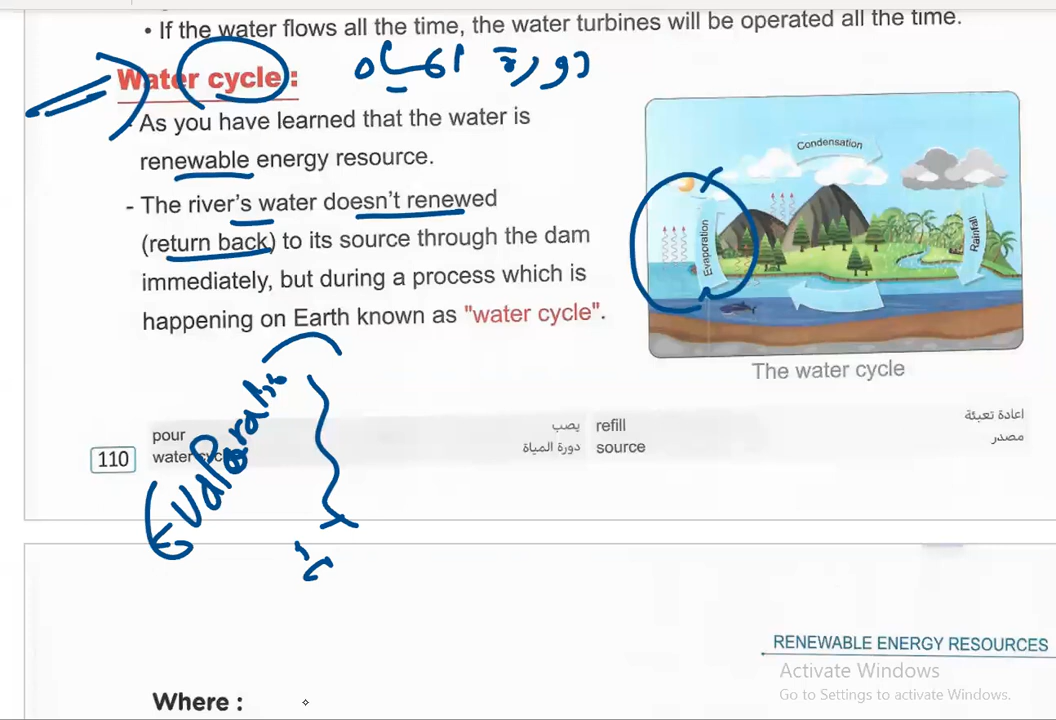 • If the water flows all the time, the water turbines will be operated all the time.
Water cycle :
دورة المياه
- As you have learned that the water is
renewable energy resource.
- The river's water doesn't renewed
(return back) to its source through the dam
immediately, but during a process which is
happening on Earth known as "water cycle".
Condensation
Evaporation
Rainfall
The water cycle
pour يصب refill اعادة تعبئة
water cycle دورة المياة source مصدر
110
RENEWABLE ENERGY RESOURCES
Activate Windows
Go to Settings to activate Windows.
Where :